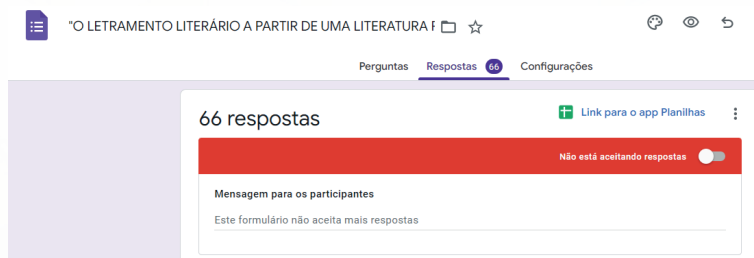 "O LETRAMENTO LITERÁRIO A PARTIR DE UMA LITERATURA
Perguntas Respostas 66 Configurações
66 respostas Link para o app Planilhas
Não está aceitando respostas
Mensagem para os participantes
Este formulário não aceita mais respostas